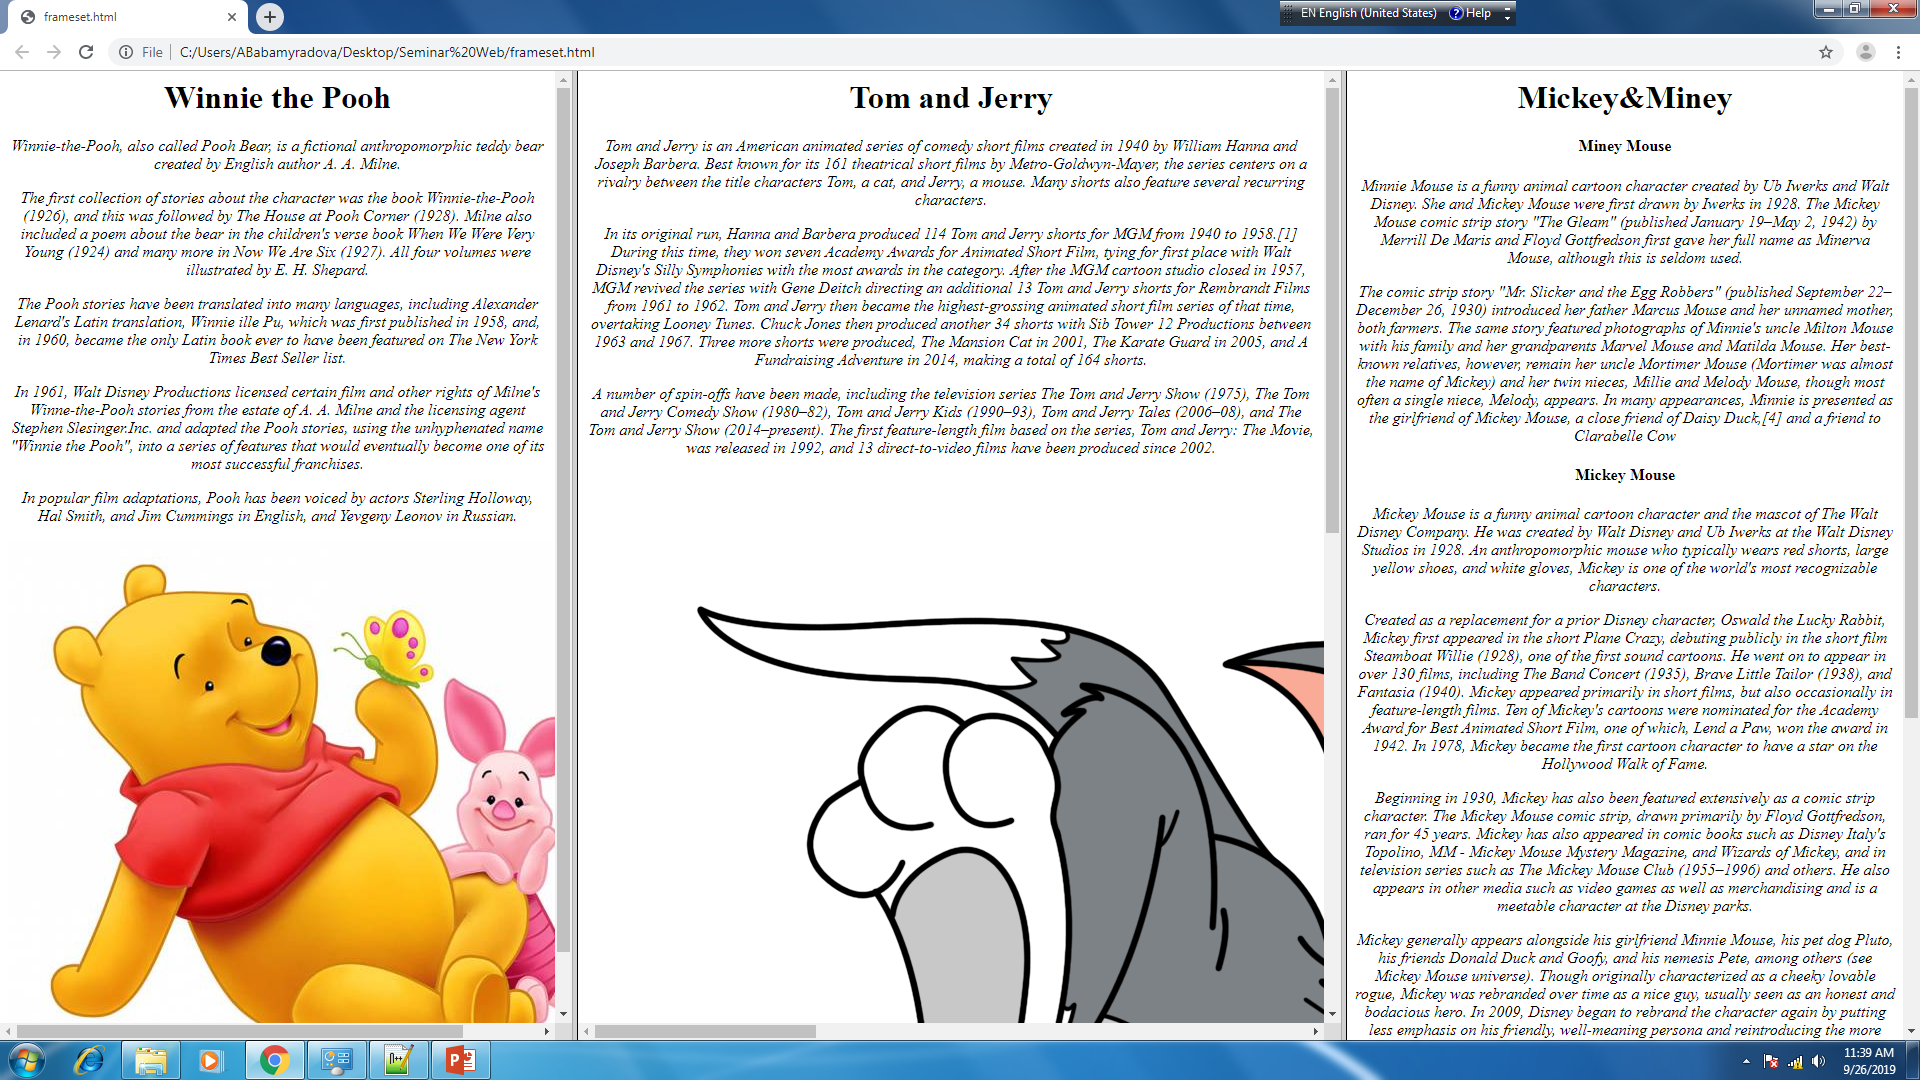 frameset.html
EN English (United States)
Help
File
C:/Users/ABabamyradova/Desktop/Seminar%20Web/frameset.html
Winnie the Pooh
Winnie-the-Pooh, also called Pooh Bear, is a fictional anthropomorphic teddy bear
created by English author A. A. Milne.
The first collection of stories about the character was the book Winnie-the-Pooh
(1926), and this was followed by The House at Pooh Corner (1928). Milne also
included a poem about the bear in the children's verse book When We Were Very
Young (1924) and many more in Now We Are Six (1927). All four volumes were
illustrated by E. H. Shepard.
The Pooh stories have been translated into many languages, including Alexander
Lenard's Latin translation, Winnie ille Pu, which was first published in 1958, and,
in 1960, became the only Latin book ever to have been featured on The New York
Times Best Seller list.
In 1961, Walt Disney Productions licensed certain film and other rights of Milne's
Winne-the-Pooh stories from the estate of A. A. Milne and the licensing agent
Stephen Slesinger.Inc. and adapted the Pooh stories, using the unhyphenated name
"Winnie the Pooh", into a series of features that would eventually become one of its
most successful franchises.
In popular film adaptations, Pooh has been voiced by actors Sterling Holloway,
Hal Smith, and Jim Cummings in English, and Yevgeny Leonov in Russian.
Tom and Jerry
Tom and Jerry is an American animated series of comedy short films created in 1940 by William Hanna and
Joseph Barbera. Best known for its 161 theatrical short films by Metro-Goldwyn-Mayer, the series centers on a
rivalry between the title characters Tom, a cat, and Jerry, a mouse. Many shorts also feature several recurring
characters.
In its original run, Hanna and Barbera produced 114 Tom and Jerry shorts for MGM from 1940 to 1958.[1]
During this time, they won seven Academy Awards for Animated Short Film, tying for first place with Walt
Disney's Silly Symphonies with the most awards in the category. After the MGM cartoon studio closed in 1957,
MGM revived the series with Gene Deitch directing an additional 13 Tom and Jerry shorts for Rembrandt Films
from 1961 to 1962. Tom and Jerry then became the highest-grossing animated short film series of that time,
overtaking Looney Tunes. Chuck Jones then produced another 34 shorts with Sib Tower 12 Productions between
1963 and 1967. Three more shorts were produced, The Mansion Cat in 2001, The Karate Guard in 2005, and A
Fundraising Adventure in 2014, making a total of 164 shorts.
A number of spin-offs have been made, including the television series The Tom and Jerry Show (1975), The Tom
and Jerry Comedy Show (1980–82), Tom and Jerry Kids (1990–93), Tom and Jerry Tales (2006–08), and The
Tom and Jerry Show (2014–present). The first feature-length film based on the series, Tom and Jerry: The Movie,
was released in 1992, and 13 direct-to-video films have been produced since 2002.
Mickey&Miney
Miney Mouse
Minnie Mouse is a funny animal cartoon character created by Ub Iwerks and Walt
Disney. She and Mickey Mouse were first drawn by Iwerks in 1928. The Mickey
Mouse comic strip story "The Gleam" (published January 19–May 2, 1942) by
Merrill De Maris and Floyd Gottfredson first gave her full name as Minerva
Mouse, although this is seldom used.
The comic strip story "Mr. Slicker and the Egg Robbers" (published September 22–
December 26, 1930) introduced her father Marcus Mouse and her unnamed mother,
both farmers. The same story featured photographs of Minnie's uncle Milton Mouse
with his family and her grandparents Marvel Mouse and Matilda Mouse. Her best-
known relatives, however, remain her uncle Mortimer Mouse (Mortimer was almost
the name of Mickey) and her twin nieces, Millie and Melody Mouse, though most
often a single niece, Melody, appears. In many appearances, Minnie is presented as
the girlfriend of Mickey Mouse, a close friend of Daisy Duck,[4] and a friend to
Clarabelle Cow
Mickey Mouse
Mickey Mouse is a funny animal cartoon character and the mascot of The Walt
Disney Company. He was created by Walt Disney and Ub Iwerks at the Walt Disney
Studios in 1928. An anthropomorphic mouse who typically wears red shorts, large
yellow shoes, and white gloves, Mickey is one of the world's most recognizable
characters.
Created as a replacement for a prior Disney character, Oswald the Lucky Rabbit,
Mickey first appeared in the short Plane Crazy, debuting publicly in the short film
Steamboat Willie (1928), one of the first sound cartoons. He went on to appear in
over 130 films, including The Band Concert (1935), Brave Little Tailor (1938), and
Fantasia (1940). Mickey appeared primarily in short films, but also occasionally in
feature-length films. Ten of Mickey's cartoons were nominated for the Academy
Award for Best Animated Short Film, one of which, Lend a Paw, won the award in
1942. In 1978, Mickey became the first cartoon character to have a star on the
Hollywood Walk of Fame.
Beginning in 1930, Mickey has also been featured extensively as a comic strip
character. The Mickey Mouse comic strip, drawn primarily by Floyd Gottfredson,
ran for 45 years. Mickey has also appeared in comic books such as Disney Italy's
Topolino, MM - Mickey Mouse Mystery Magazine, and Wizards of Mickey, and in
television series such as The Mickey Mouse Club (1955–1996) and others. He also
appears in other media such as video games as well as merchandising and is a
meetable character at the Disney parks.
Mickey generally appears alongside his girlfriend Minnie Mouse, his pet dog Pluto,
his friends Donald Duck and Goofy, and his nemesis Pete, among others (see
Mickey Mouse universe). Though originally characterized as a cheeky lovable
rogue, Mickey was rebranded over time as a nice guy, usually seen as an honest and
bodacious hero. In 2009, Disney began to rebrand the character again by putting
less emphasis on his friendly, well-meaning persona and reintroducing the more
11:39 AM
9/26/2019